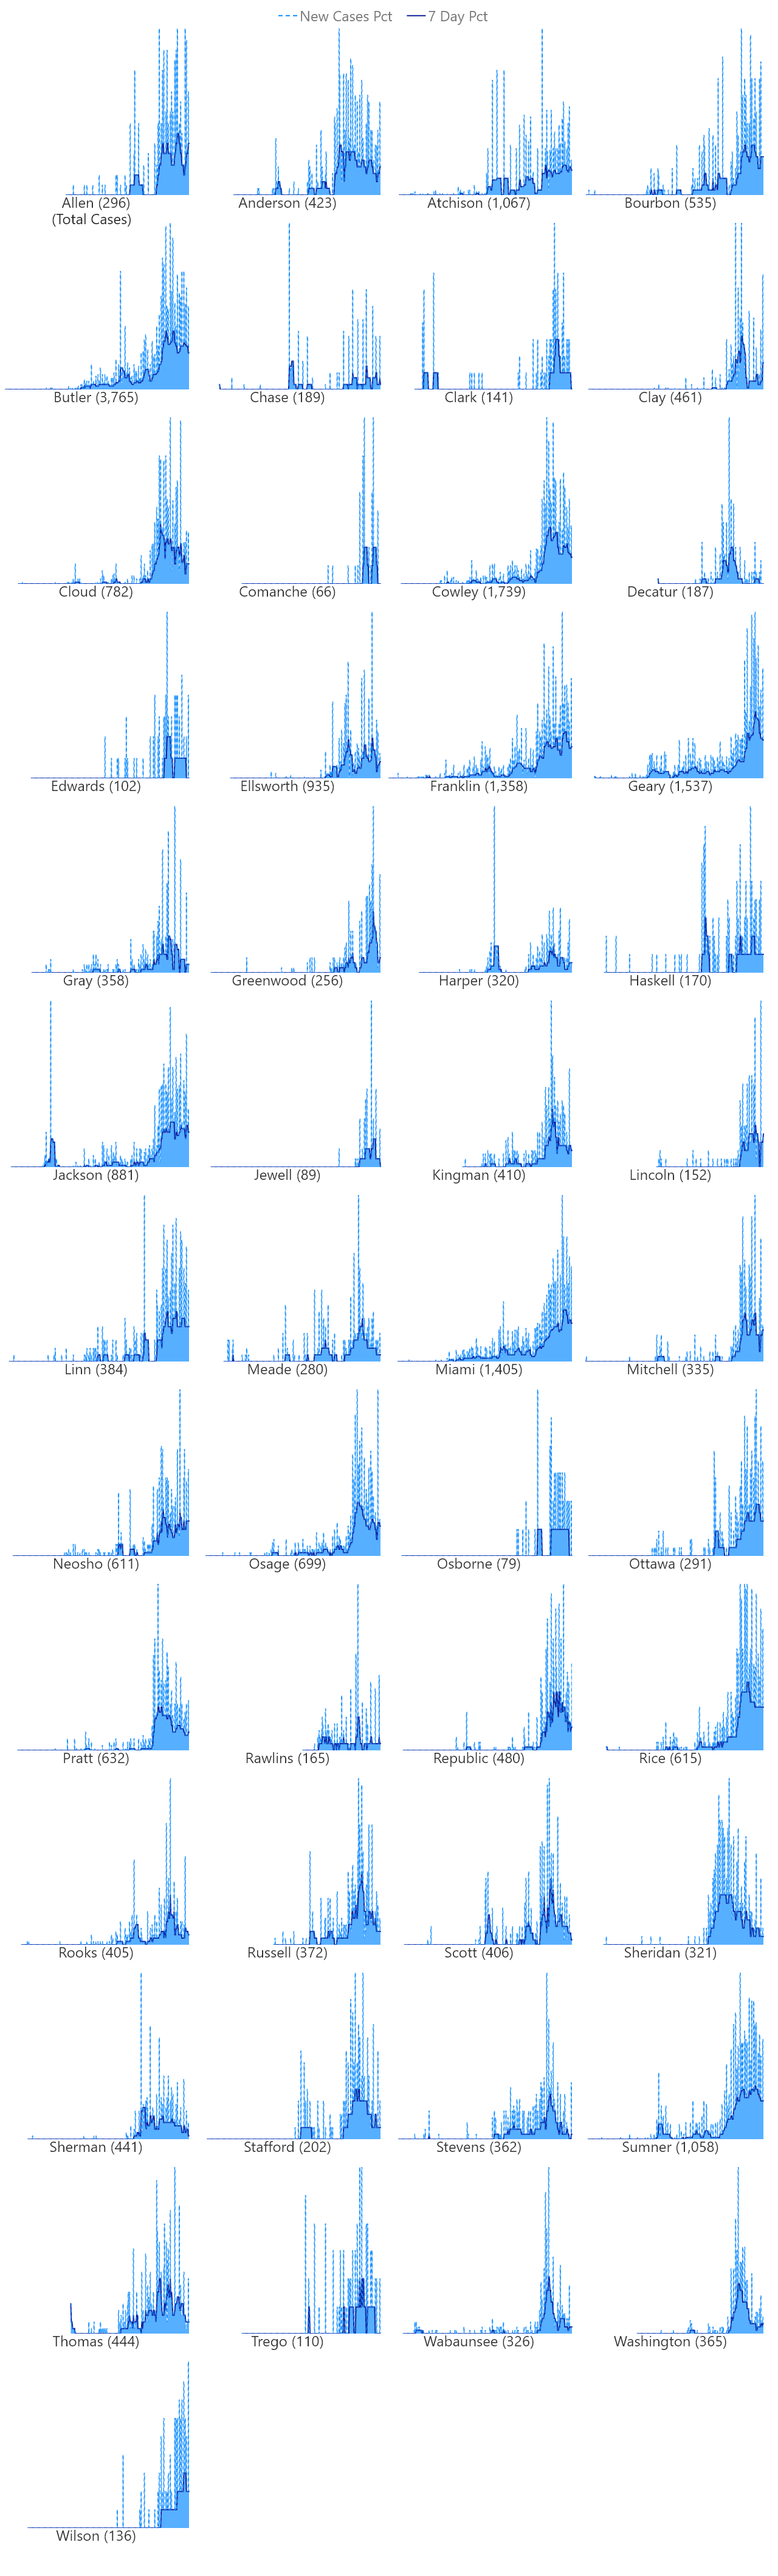 New Cases Pct 7 Day Pct
Allen (296) Anderson (423) Atchison (1,067) Bourbon (535)
(Total Cases)
Butler (3,765) Chase (189) Clark (141) Clay (461)
Cloud (782) Comanche (66) Cowley (1,739) Decatur (187)
Edwards (102) Ellsworth (935) Franklin (1,358) Geary (1,537)
Gray (358) Greenwood (256) Harper (320) Haskell (170)
Jackson (881) Jewell (89) Kingman (410) Lincoln (152)
Linn (384) Meade (280) Miami (1,405) Mitchell (335)
Neosho (611) Osage (699) Osborne (79) Ottawa (291)
Pratt (632) Rawlins (165) Republic (480) Rice (615)
Rooks (405) Russell (372) Scott (406) Sheridan (321)
Sherman (441) Stafford (202) Stevens (362) Sumner (1,058)
Thomas (444) Trego (110) Wabaunsee (326) Washington (365)
Wilson (136)